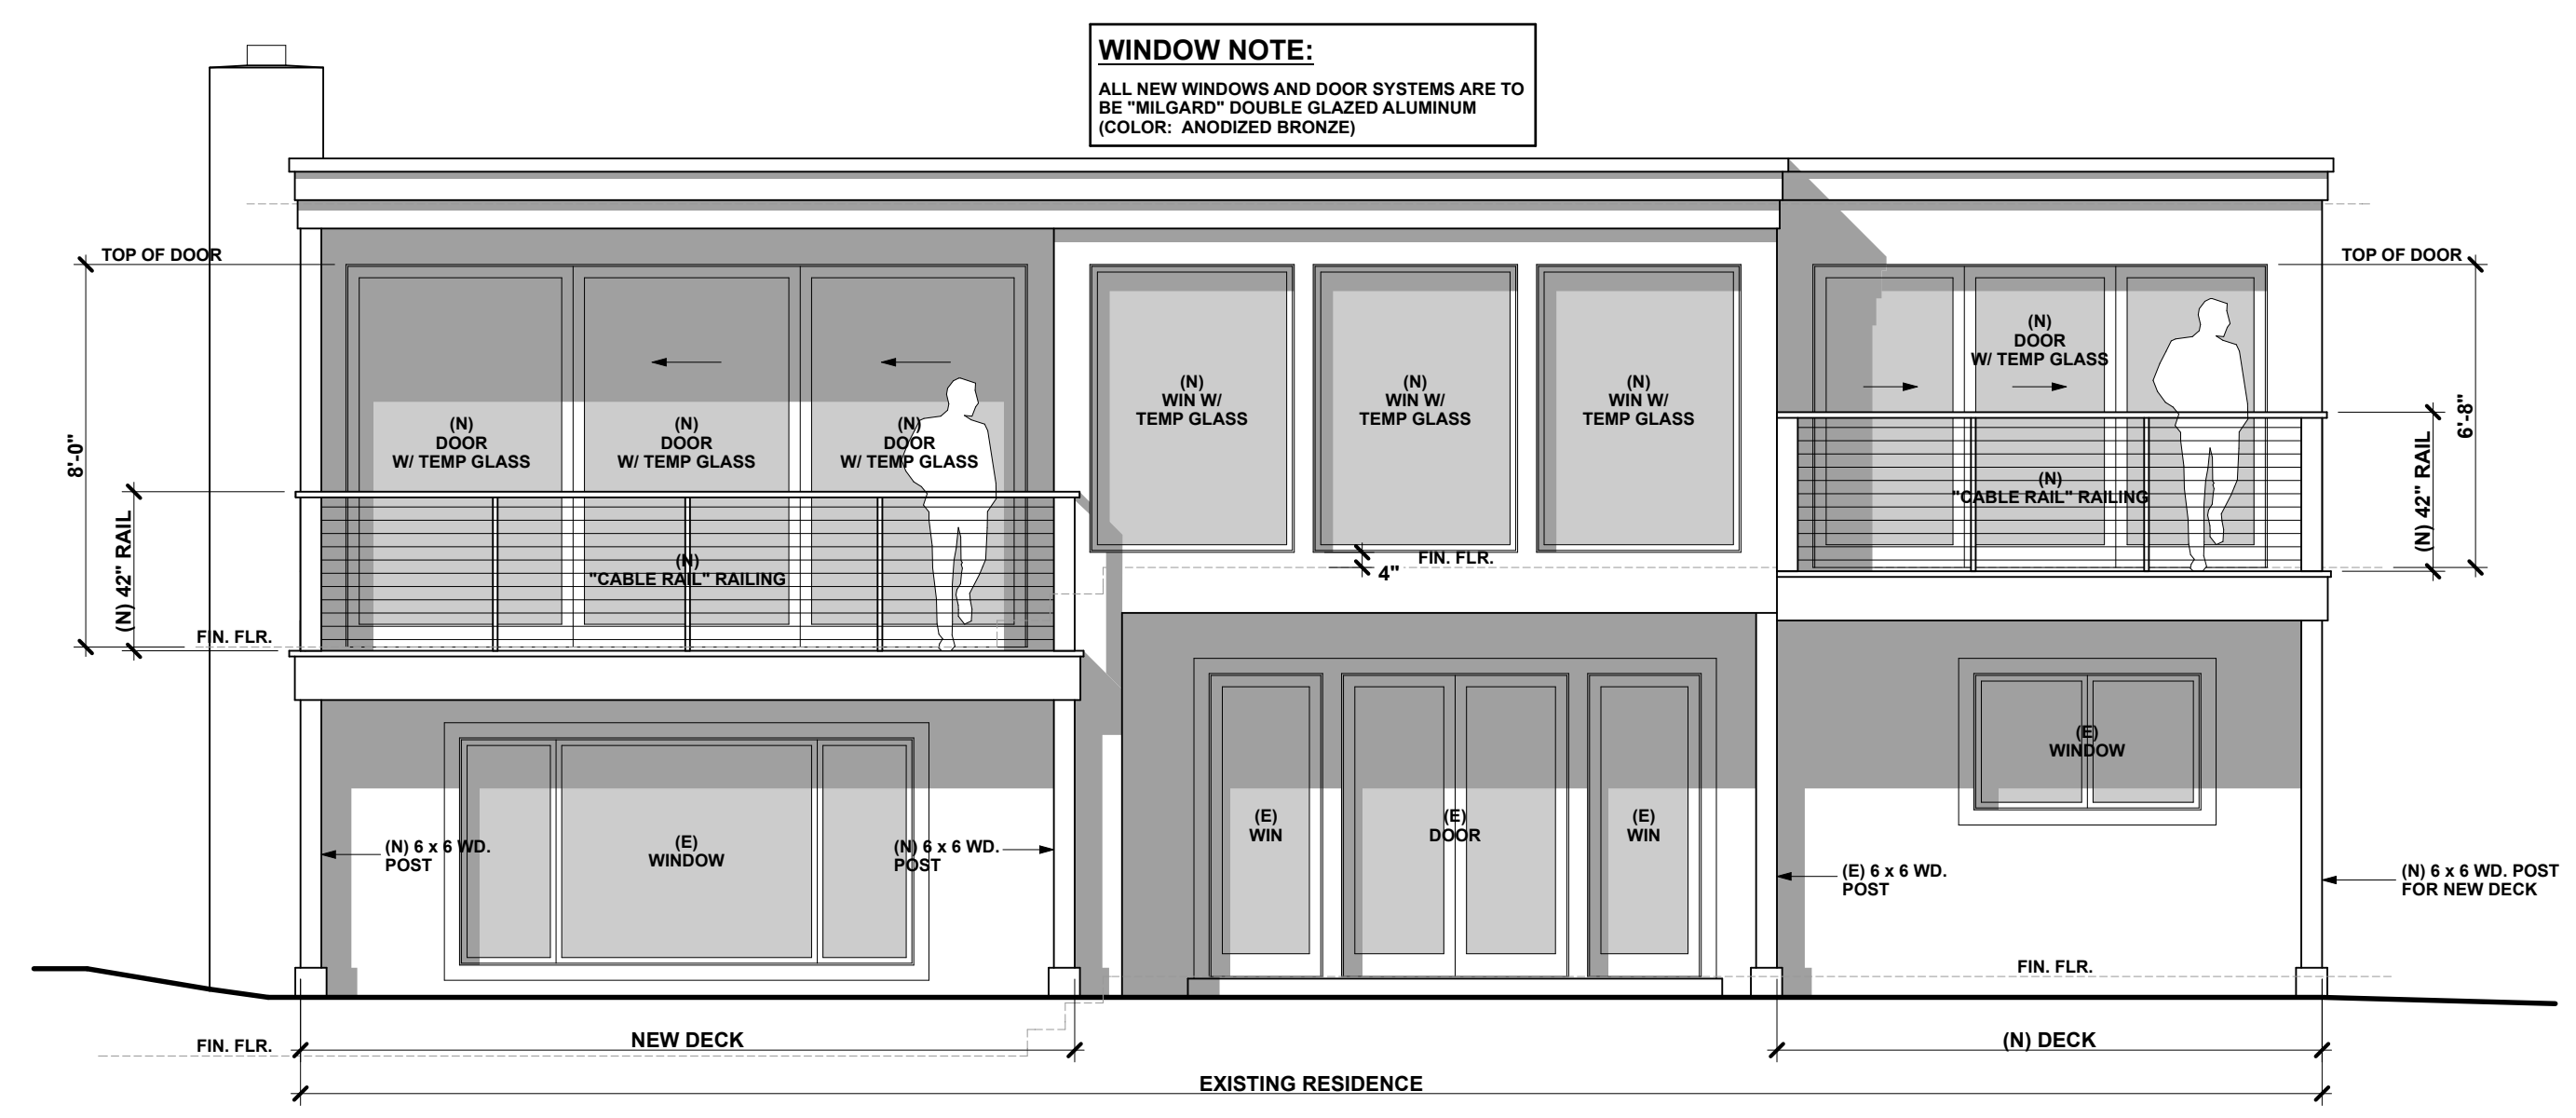 WINDOW NOTE:
ALL NEW WINDOWS AND DOOR SYSTEMS ARE TO
BE "MILGARD" DOUBLE GLAZED ALUMINUM
(COLOR:  ANODIZED BRONZE)
TOP OF DOOR
TOP OF DOOR
8'-0"
(N) 42" RAIL
FIN. FLR.
(N)
DOOR
W/ TEMP GLASS
(N)
DOOR
W/ TEMP GLASS
(N)
DOOR
W/ TEMP GLASS
(N)
"CABLE RAIL" RAILING
(N)
WIN W/
TEMP GLASS
(N)
WIN W/
TEMP GLASS
(N)
WIN W/
TEMP GLASS
FIN. FLR.
4"
(N)
DOOR
W/ TEMP GLASS
(N)
"CABLE RAIL" RAILING
(N) 42" RAIL
6'-8"
(N) 6 x 6 WD.
POST
(E)
WINDOW
(N) 6 x 6 WD.
POST
(E)
WIN
(E)
DOOR
(E)
WIN
(E)
WINDOW
(E) 6 x 6 WD.
POST
(N) 6 x 6 WD. POST
FOR NEW DECK
FIN. FLR.
FIN. FLR.
NEW DECK
(N) DECK
EXISTING RESIDENCE